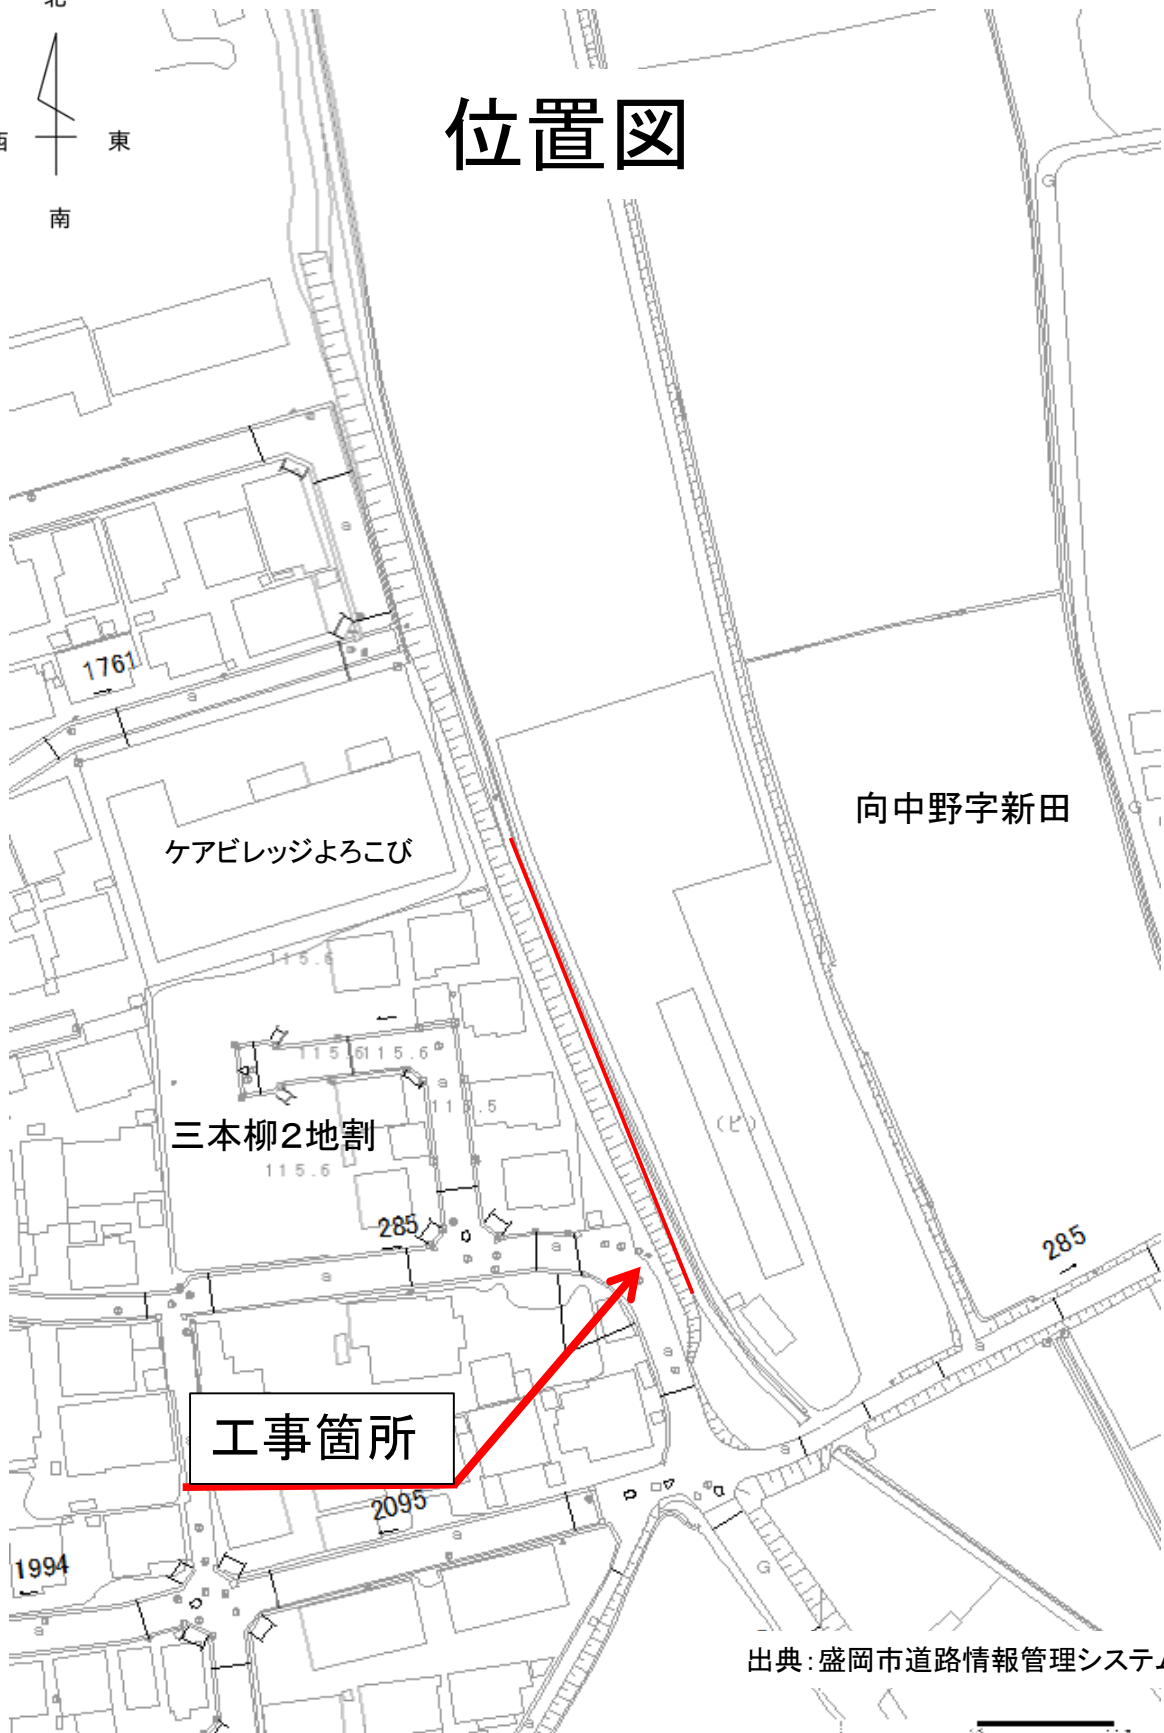 北
西 東
南
位置図
1761
向中野字新田
ケアビレッジよろこび
115.6
115.6
115.6
115.5
(ビ)
三本柳2地割
115.6
285
285
工事箇所
2095
1994
出典:盛岡市道路情報管理システム